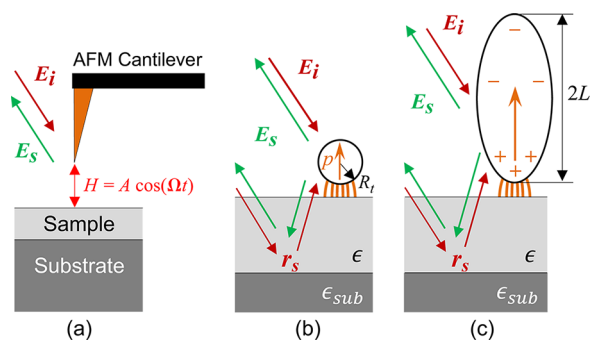 AFM Cantilever
E_i
E_s
H = A cos(Ωt)
Sample
Substrate
(a)
E_i
E_s
p
R_t
r_s
ϵ
ϵ_sub
(b)
E_i
E_s
−
− −
+ +
+
2L
r_s
ϵ
ϵ_sub
(c)